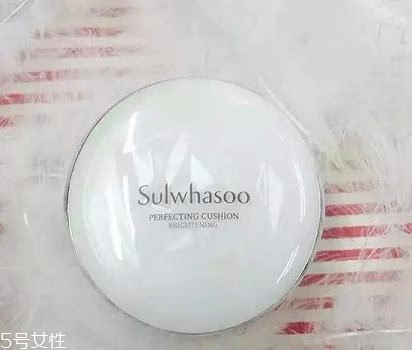 Sulwhasoo
PERFECTING CUSHION
BRIGHTENING
5号女性